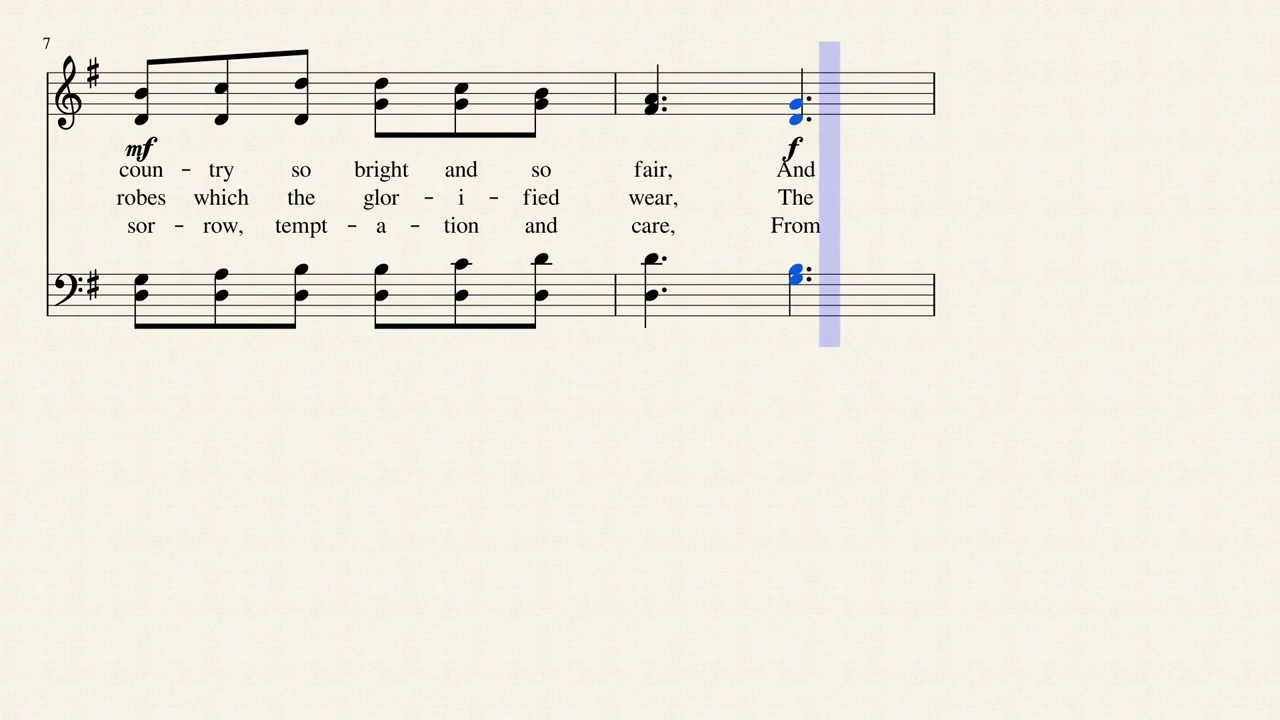 7
mf f
coun - try so bright and so fair, And
robes which the glor - i - fied wear, The
sor - row, tempt - a - tion and care, From